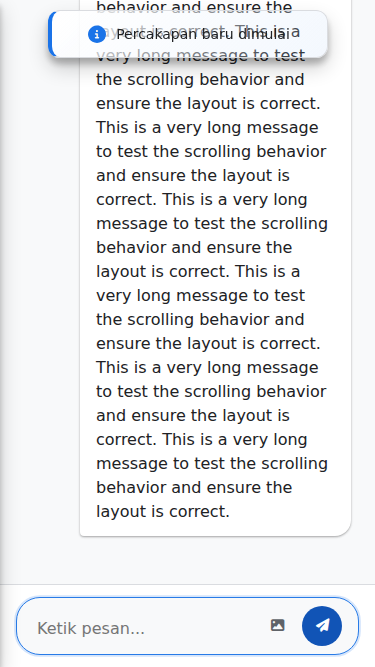 behavior and ensure the
layout is correct. This is a
Percakapan baru dimulai.
very long message to test
the scrolling behavior and
ensure the layout is correct.
This is a very long message
to test the scrolling behavior
and ensure the layout is
correct. This is a very long
message to test the scrolling
behavior and ensure the
layout is correct. This is a
very long message to test
the scrolling behavior and
ensure the layout is correct.
This is a very long message
to test the scrolling behavior
and ensure the layout is
correct. This is a very long
message to test the scrolling
behavior and ensure the
layout is correct.
Ketik pesan...